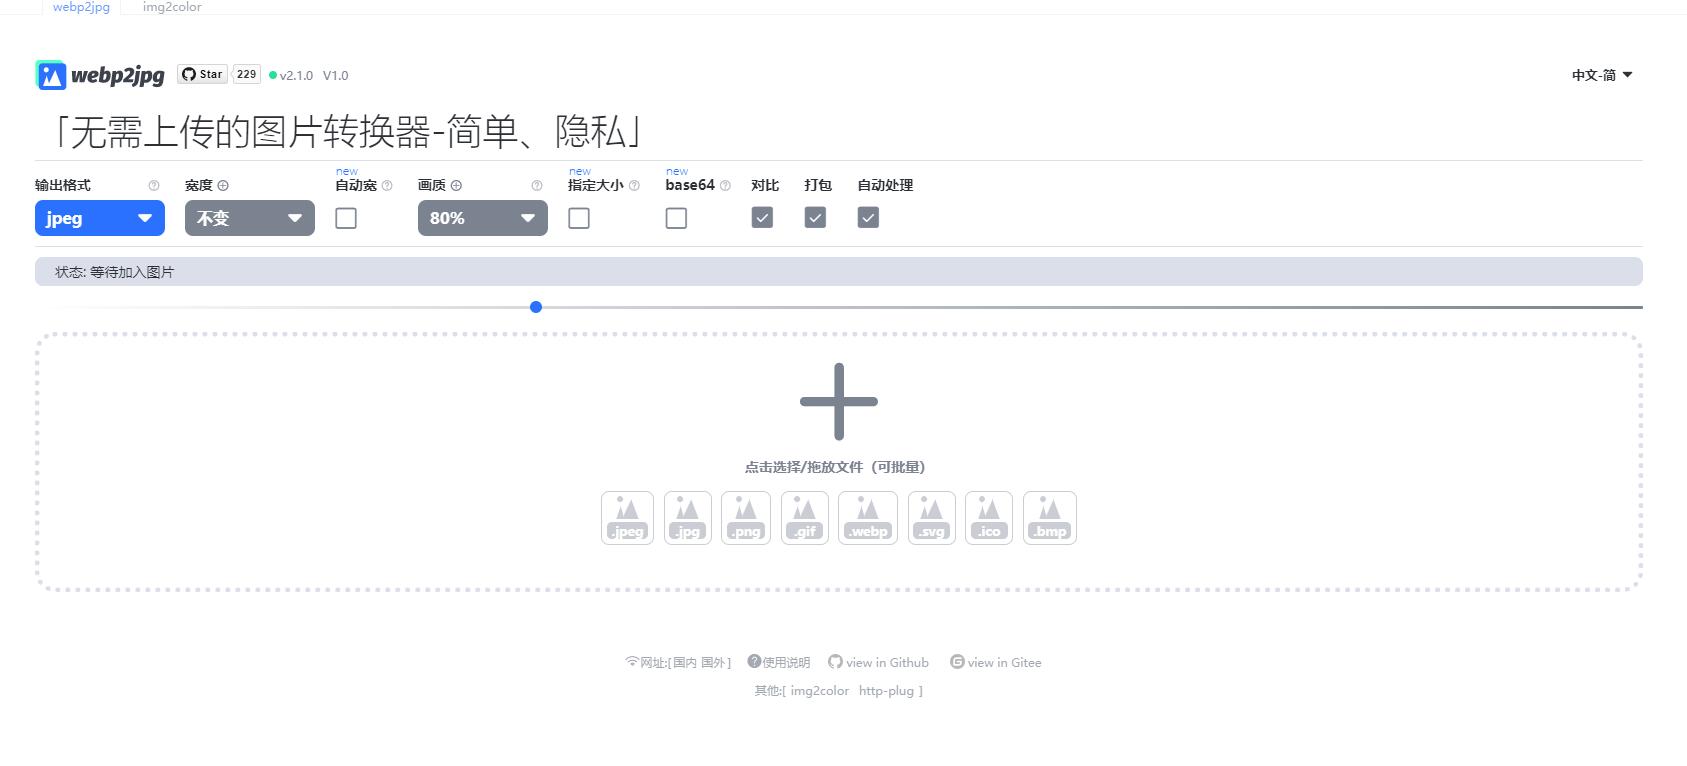 webp2jpg img2color
webp2jpg Star 229 v2.1.0 V1.0 中文-简
「无需上传的图片转换器-简单、隐私」
new new new
输出格式 宽度 自动宽 画质 指定大小 base64 对比 打包 自动处理
jpeg 不变 80%
状态: 等待加入图片
点击选择/拖放文件（可批量）
.jpeg .jpg .png .gif .webp .svg .ico .bmp
网址:[ 国内 国外 ] 使用说明 view in Github view in Gitee
其他:[ img2color http-plug ]